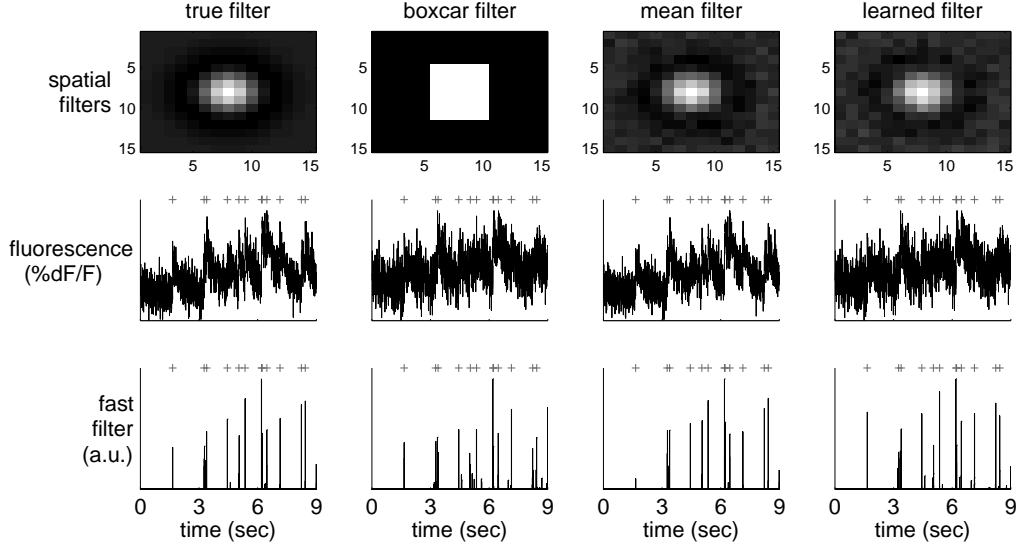 true filter
boxcar filter
mean filter
learned filter
spatial
filters
5
10
15
5 10 15
5
10
15
5 10 15
5
10
15
5 10 15
5
10
15
5 10 15
fluorescence
(%dF/F)
fast
filter
(a.u.)
0 3 6 9
time (sec)
0 3 6 9
time (sec)
0 3 6 9
time (sec)
0 3 6 9
time (sec)